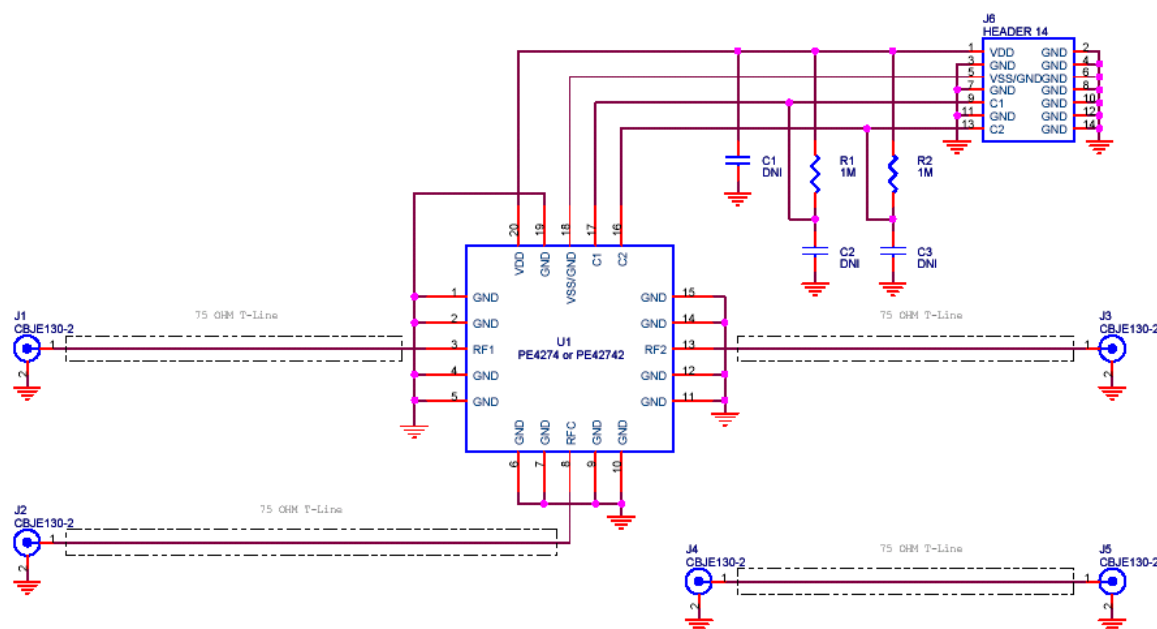 J6
HEADER 14
1 VDD GND 2
3 GND GND 4
5 VSS/GND GND 6
7 GND GND 8
9 C1 GND 10
11 GND GND 12
13 C2 GND 14
C1
DNI
R1
1M
R2
1M
C2
DNI
C3
DNI
20 19 18 17 16
VDD GND VSS/GND C1 C2
1 GND
2 GND
3 RF1
4 GND
5 GND
U1
PE4274 or PE42742
GND 15
GND 14
RF2 13
GND 12
GND 11
GND GND RFC GND GND
6 7 8 9 10
J1
CBJE130-2
1
2
75 OHM T-Line
75 OHM T-Line
J3
CBJE130-2
1
2
J2
CBJE130-2
1
2
75 OHM T-Line
J4
CBJE130-2
1
2
75 OHM T-Line
J5
CBJE130-2
1
2